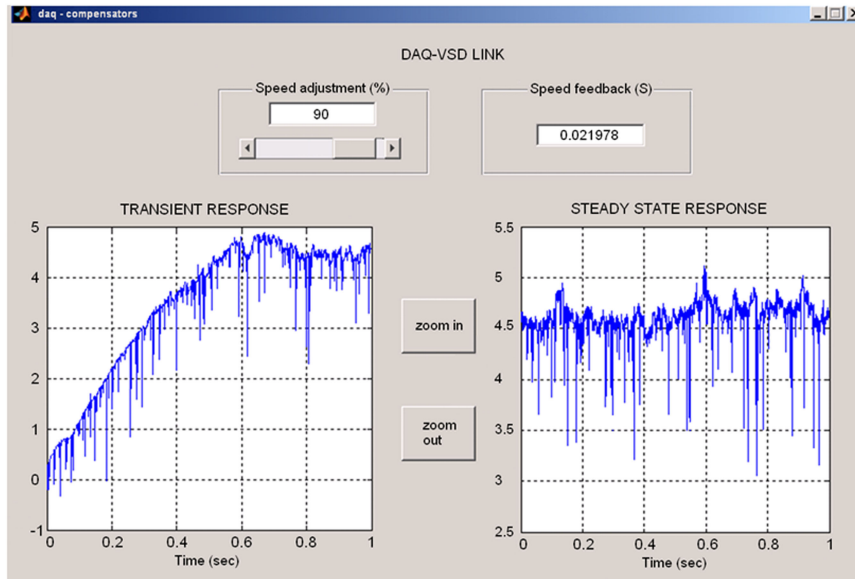 daq - compensators
DAQ-VSD LINK
Speed adjustment (%)
90
Speed feedback (S)
0.021978
TRANSIENT RESPONSE
5
4
3
2
1
0
-1
0
0.2
0.4
0.6
0.8
1
Time (sec)
zoom in
zoom
out
STEADY STATE RESPONSE
5.5
5
4.5
4
3.5
3
2.5
0
0.2
0.4
0.6
0.8
1
Time (sec)